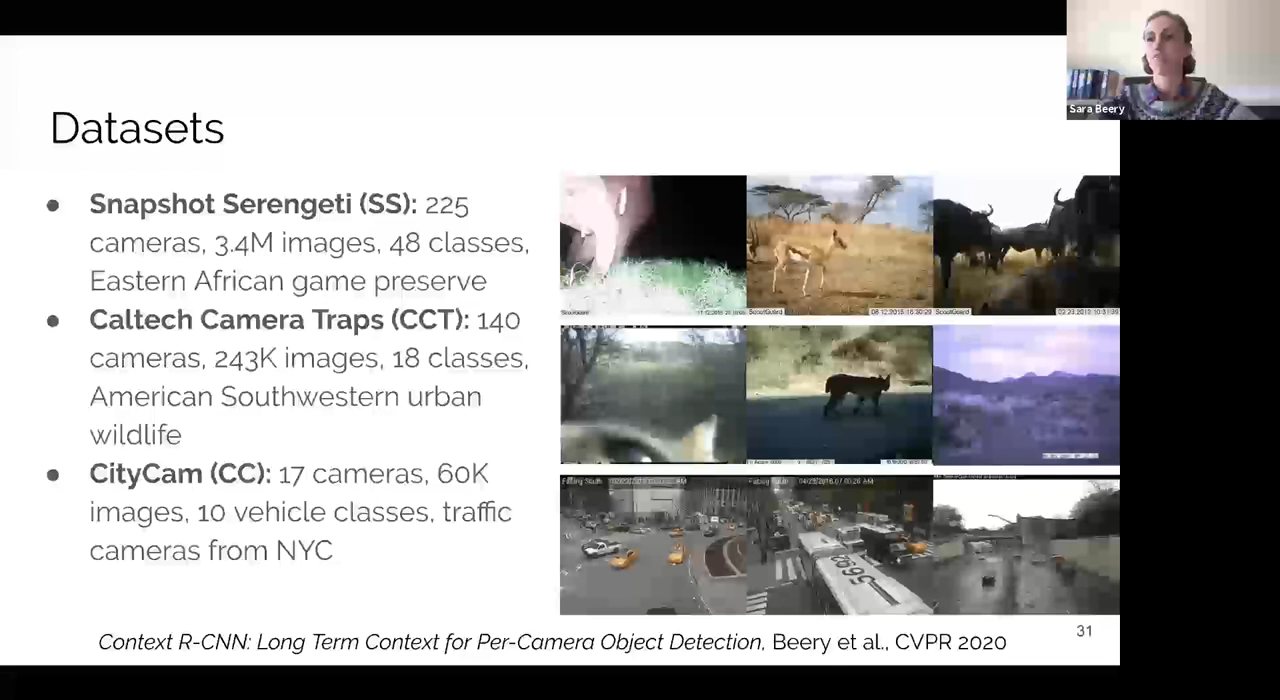 Sara Beery
Datasets
● Snapshot Serengeti (SS): 225
cameras, 3.4M images, 48 classes,
Eastern African game preserve
● Caltech Camera Traps (CCT): 140
cameras, 243K images, 18 classes,
American Southwestern urban
wildlife
● CityCam (CC): 17 cameras, 60K
images, 10 vehicle classes, traffic
cameras from NYC
ScoutGuard
ScoutGuard
5693
Context R-CNN: Long Term Context for Per-Camera Object Detection, Beery et al., CVPR 2020
31